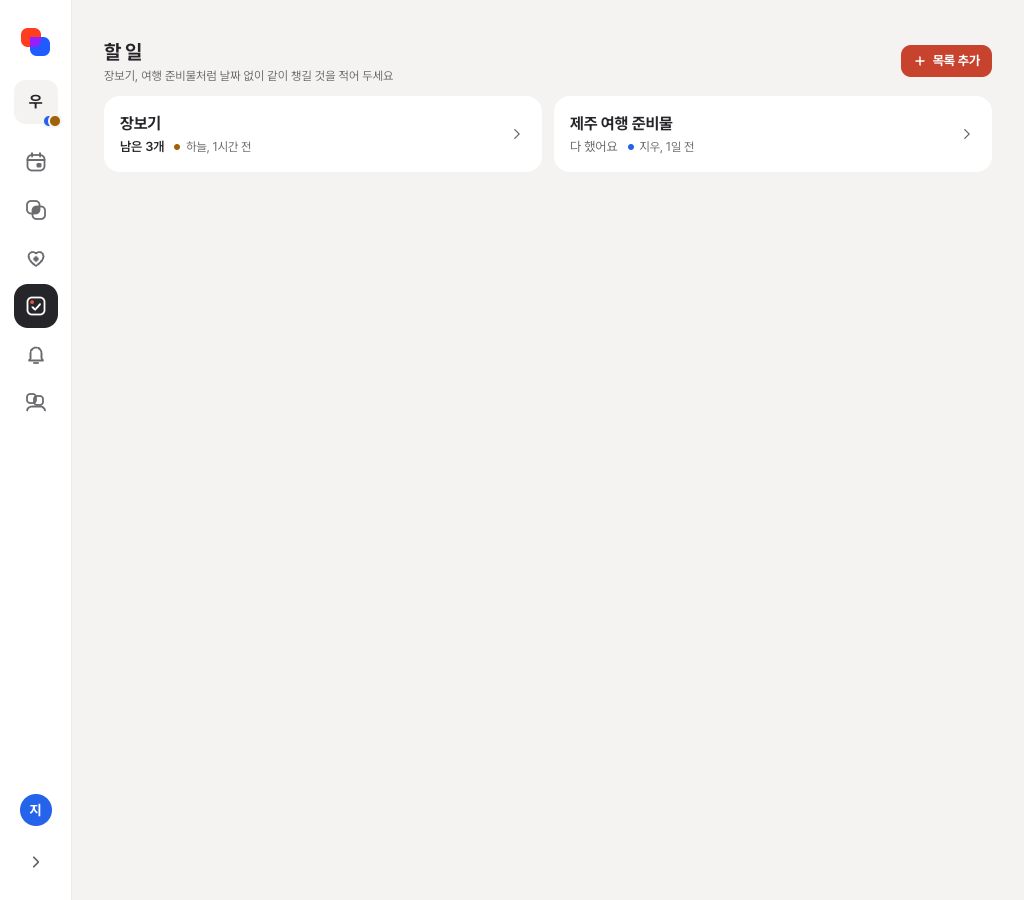 우
할 일
장보기, 여행 준비물처럼 날짜 없이 같이 챙길 것을 적어 두세요
목록 추가
장보기
남은 3개 하늘, 1시간 전
제주 여행 준비물
다 했어요 지우, 1일 전
지